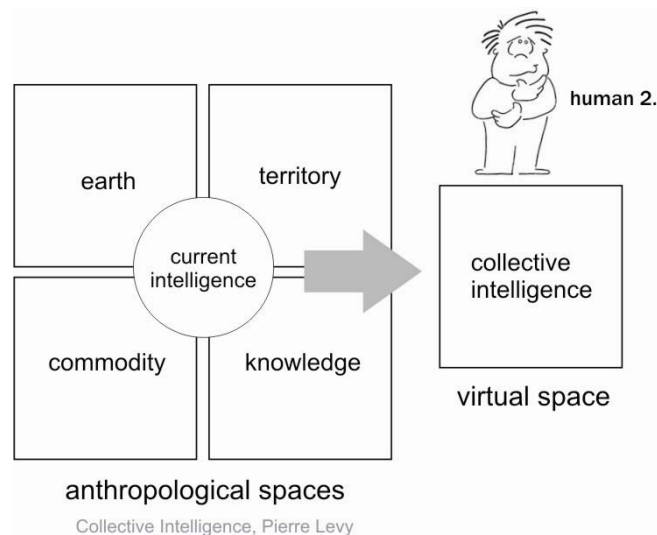 human 2.
earth
territory
current
intelligence
collective
intelligence
commodity
knowledge
virtual space
anthropological spaces
Collective Intelligence, Pierre Levy